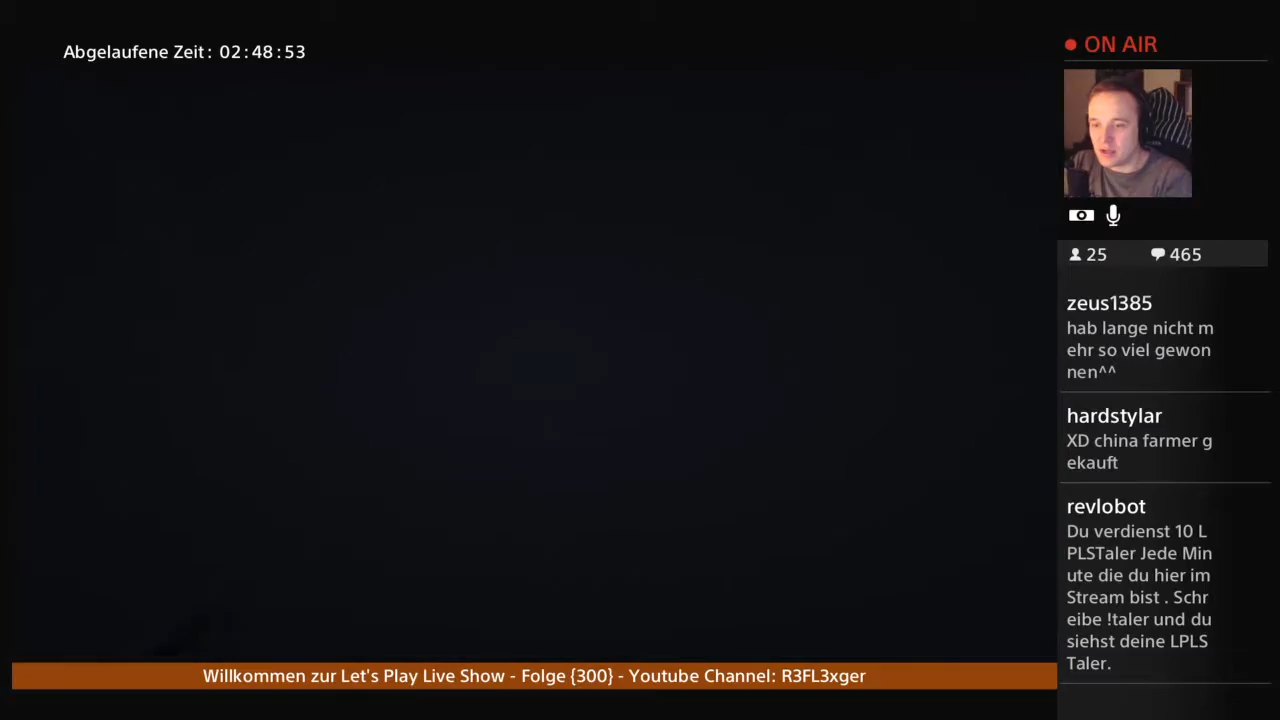 Abgelaufene Zeit: 02:48:53
ON AIR
25 465
zeus1385
hab lange nicht m
ehr so viel gewon
nen^^
hardstylar
XD china farmer g
ekauft
revlobot
Du verdienst 10 L
PLSTaler Jede Min
ute die du hier im
Stream bist . Schr
eibe !taler und du
siehst deine LPLS
Taler.
Willkommen zur Let's Play Live Show - Folge {300} - Youtube Channel: R3FL3xger